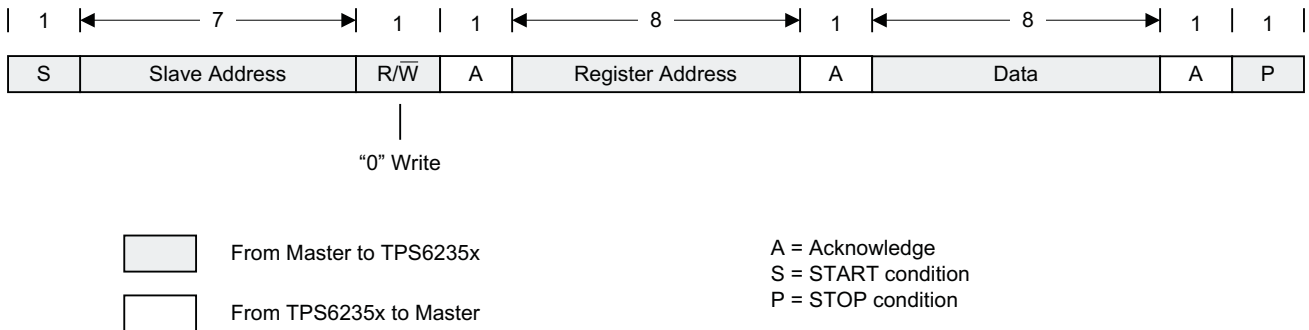 1 7 1 1 8 1 8 1 1
S Slave Address R/W̅ A Register Address A Data A P
“0” Write
From Master to TPS6235x
From TPS6235x to Master
A = Acknowledge
S = START condition
P = STOP condition